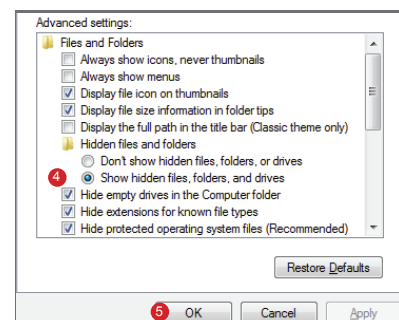 Advanced settings:
Files and Folders
Always show icons, never thumbnails
Always show menus
Display file icon on thumbnails
Display file size information in folder tips
Display the full path in the title bar (Classic theme only)
Hidden files and folders
Don't show hidden files, folders, or drives
4 Show hidden files, folders, and drives
Hide empty drives in the Computer folder
Hide extensions for known file types
Hide protected operating system files (Recommended)
Restore Defaults
5 OK Cancel Apply